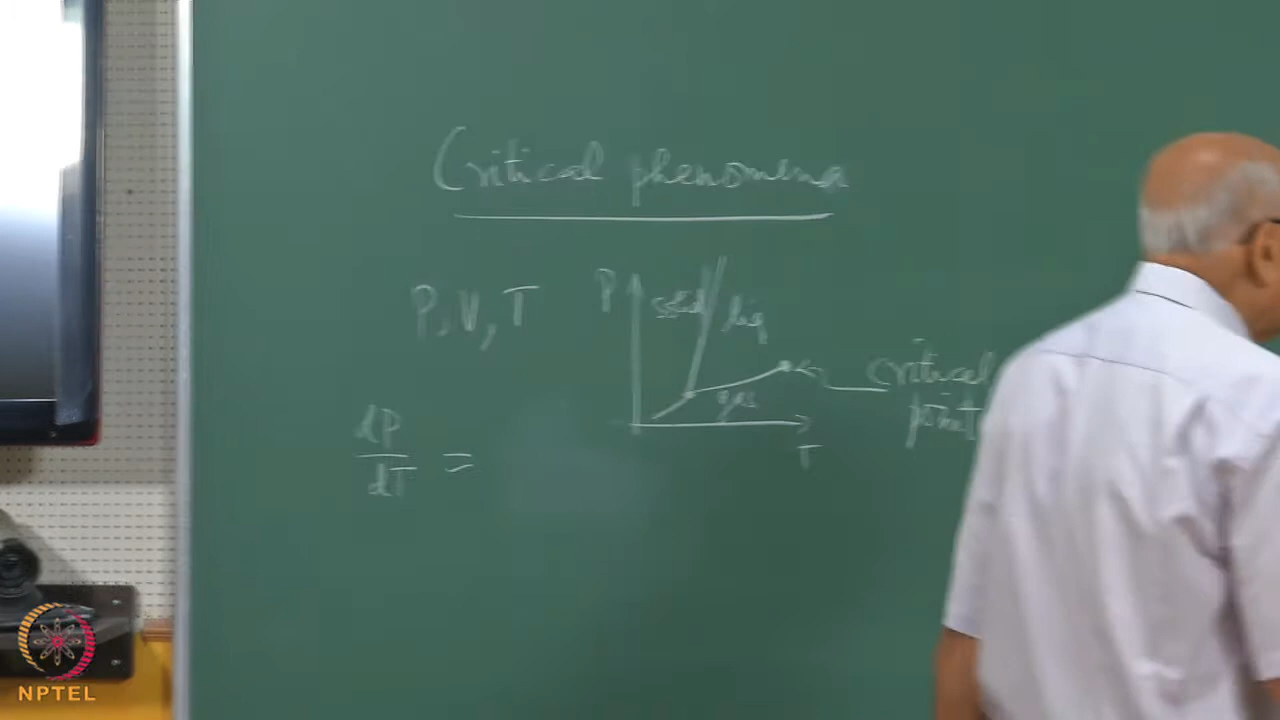 Critical phenomena
P, V, T
P
solid
liq
gas
T
critical
point
dP
dT
=
NPTEL